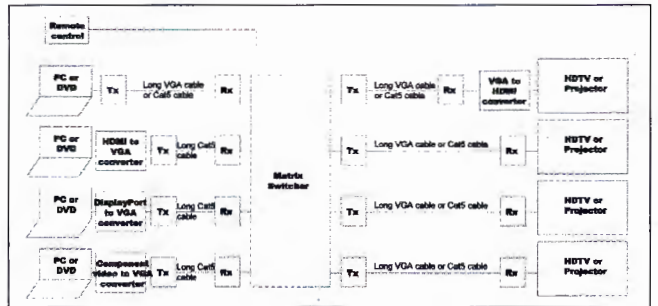 Remote
control
PC or
DVD
Tx
Long VGA cable
or Cat5 cable
Rx
Tx
Long VGA cable
or Cat5 cable
Rx
VGA to
HDMI
converter
HDTV or
Projector
PC or
DVD
HDMI to
VGA
converter
Tx
Long Cat5
cable
Rx
Matrix
Switcher
Tx
Long VGA cable or Cat5 cable
Rx
HDTV or
Projector
PC or
DVD
DisplayPort
to VGA
converter
Tx
Long Cat5
cable
Rx
Tx
Long VGA cable or Cat5 cable
Rx
HDTV or
Projector
PC or
DVD
Component
video to VGA
converter
Tx
Long Cat5
cable
Rx
Tx
Long VGA cable or Cat5 cable
Rx
HDTV or
Projector